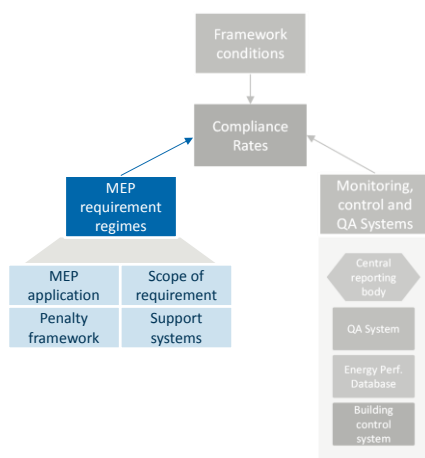 Framework
conditions
Compliance
Rates
MEP
requirement
regimes
Monitoring,
control and
QA Systems
MEP
application
Scope of
requirement
Penalty
framework
Support
systems
Central
reporting
body
QA System
Energy Perf.
Database
Building
control
system